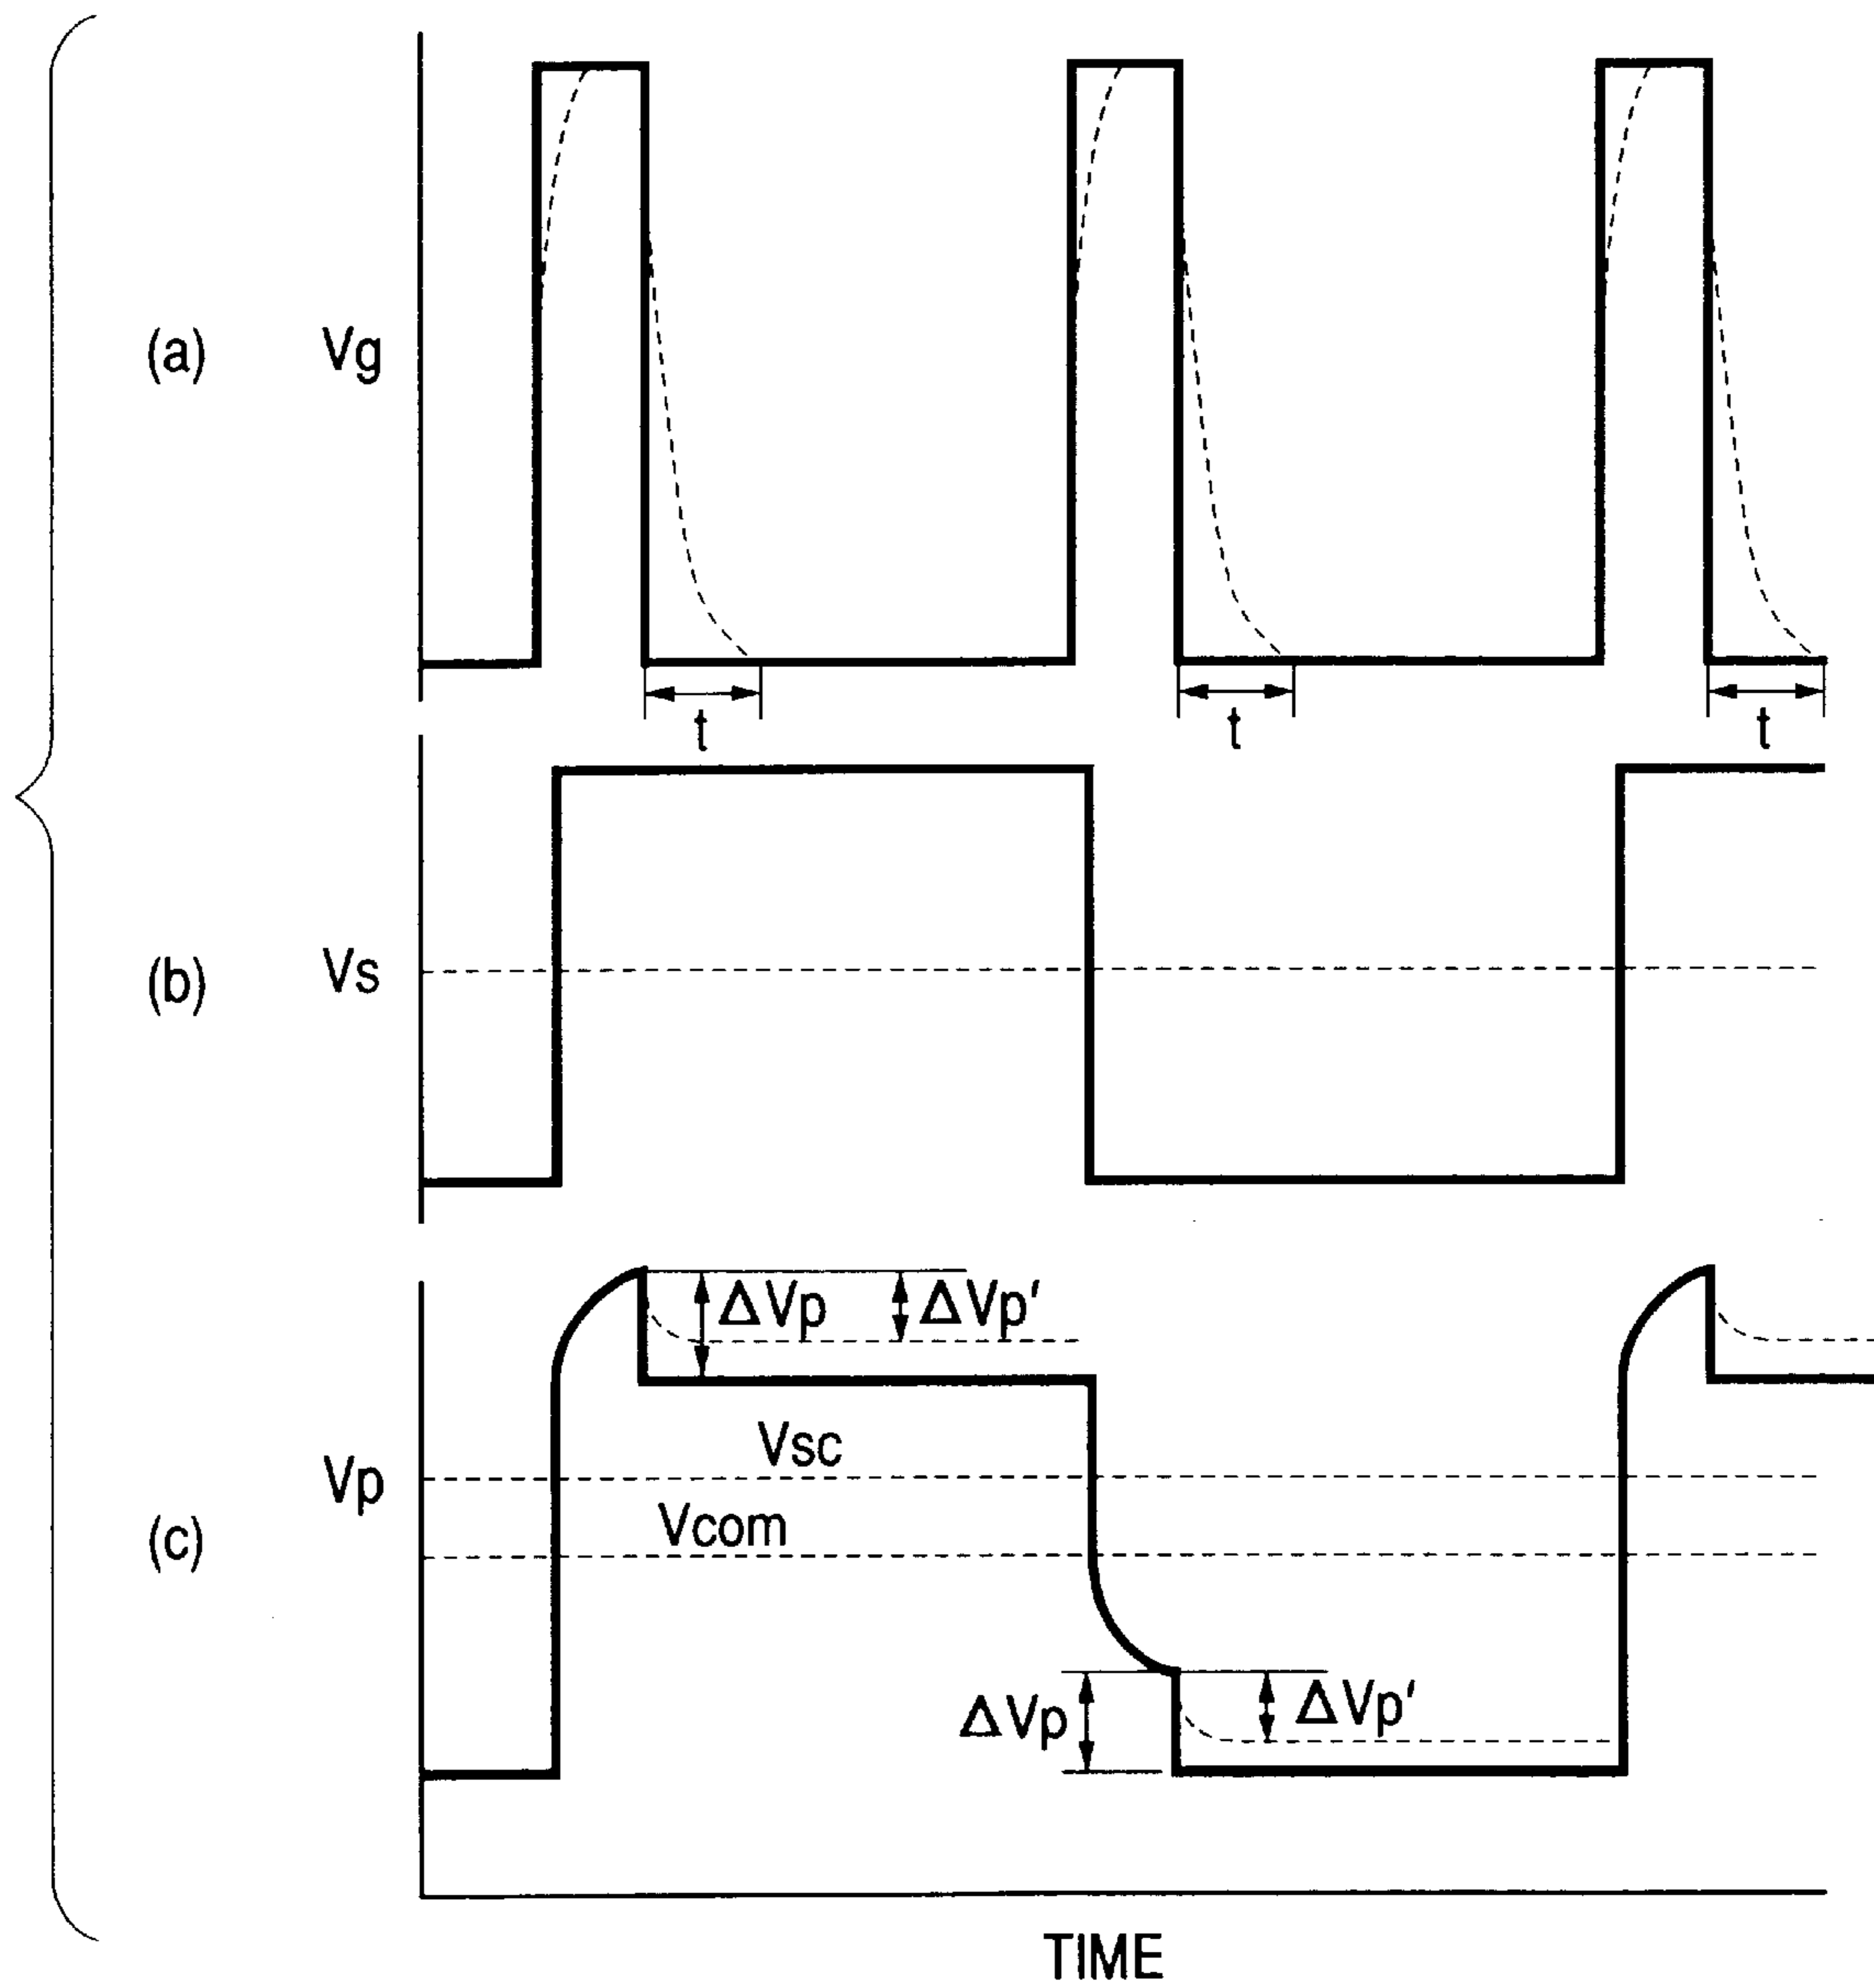 (a)
Vg
t
t
t
(b)
Vs
ΔVp
ΔVp'
Vsc
Vp
Vcom
(c)
ΔVp
ΔVp'
TIME